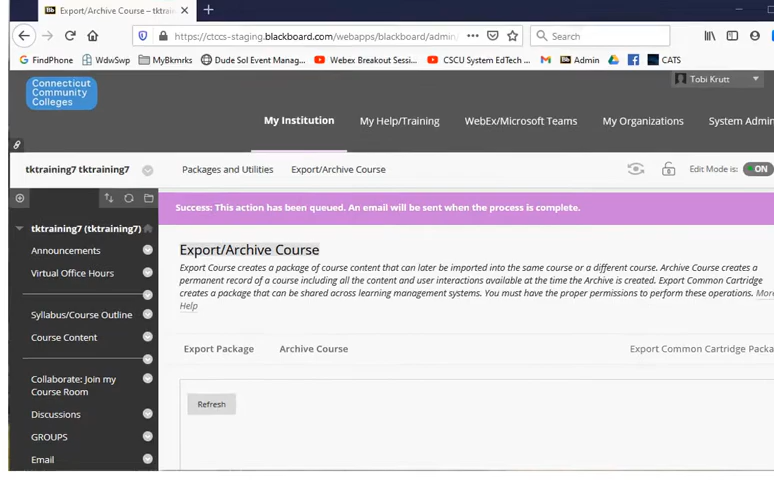 Export/Archive Course – tktrain
https://ctccs-staging.blackboard.com/webapps/blackboard/admin/
Search
FindPhone
WdwSwp
MyBkmrks
Dude Sol Event Manag...
Webex Breakout Sessi...
CSCU System EdTech ...
Admin
CATS
Connecticut
Community
Colleges
Tobi Krutt
My Institution
My Help/Training
WebEx/Microsoft Teams
My Organizations
System Admin
tktraining7 tktraining7
Packages and Utilities
Export/Archive Course
Edit Mode is:
ON
Success: This action has been queued. An email will be sent when the process is complete.
tktraining7 (tktraining7)
Announcements
Virtual Office Hours
Syllabus/Course Outline
Course Content
Collaborate: Join my
Course Room
Discussions
GROUPS
Email
Export/Archive Course
Export Course creates a package of course content that can later be imported into the same course or a different course. Archive Course creates a
permanent record of a course including all the content and user interactions available at the time the Archive is created. Export Common Cartridge
creates a package that can be shared across learning management systems. You must have the proper permissions to perform these operations. More
Help
Export Package
Archive Course
Export Common Cartridge Packa
Refresh